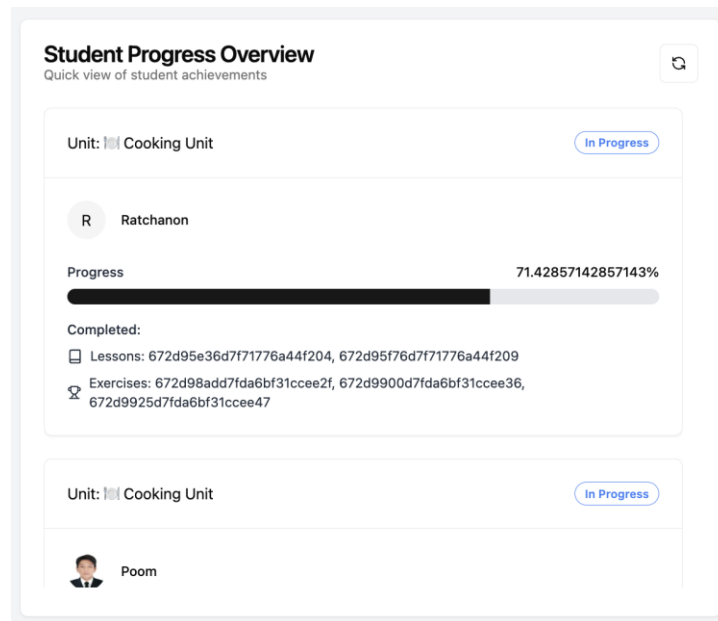 Student Progress Overview
Quick view of student achievements
Unit: 🍽 Cooking Unit
In Progress
R
Ratchanon
Progress
71.42857142857143%
Completed:
Lessons: 672d95e36d7f71776a44f204, 672d95f76d7f71776a44f209
Exercises: 672d98add7fda6bf31ccee2f, 672d9900d7fda6bf31ccee36,
672d9925d7fda6bf31ccee47
Unit: 🍽 Cooking Unit
In Progress
Poom